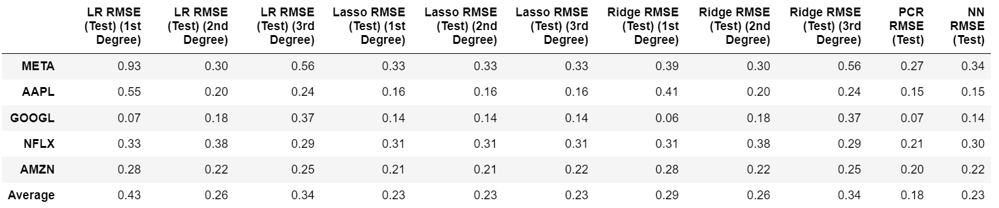 LR RMSE LR RMSE LR RMSE Lasso RMSE Lasso RMSE Lasso RMSE Ridge RMSE Ridge RMSE Ridge RMSE PCR NN
(Test) (1st (Test) (2nd (Test) (3rd (Test) (1st (Test) (2nd (Test) (3rd (Test) (1st (Test) (2nd (Test) (3rd RMSE RMSE
Degree) Degree) Degree) Degree) Degree) Degree) Degree) Degree) Degree) (Test) (Test)
META 0.93 0.30 0.56 0.33 0.33 0.33 0.39 0.30 0.56 0.27 0.34
AAPL 0.55 0.20 0.24 0.16 0.16 0.16 0.41 0.20 0.24 0.15 0.15
GOOGL 0.07 0.18 0.37 0.14 0.14 0.14 0.06 0.18 0.37 0.07 0.14
NFLX 0.33 0.38 0.29 0.31 0.31 0.31 0.31 0.38 0.29 0.21 0.30
AMZN 0.28 0.22 0.25 0.21 0.21 0.22 0.28 0.22 0.25 0.20 0.22
Average 0.43 0.26 0.34 0.23 0.23 0.23 0.29 0.26 0.34 0.18 0.23